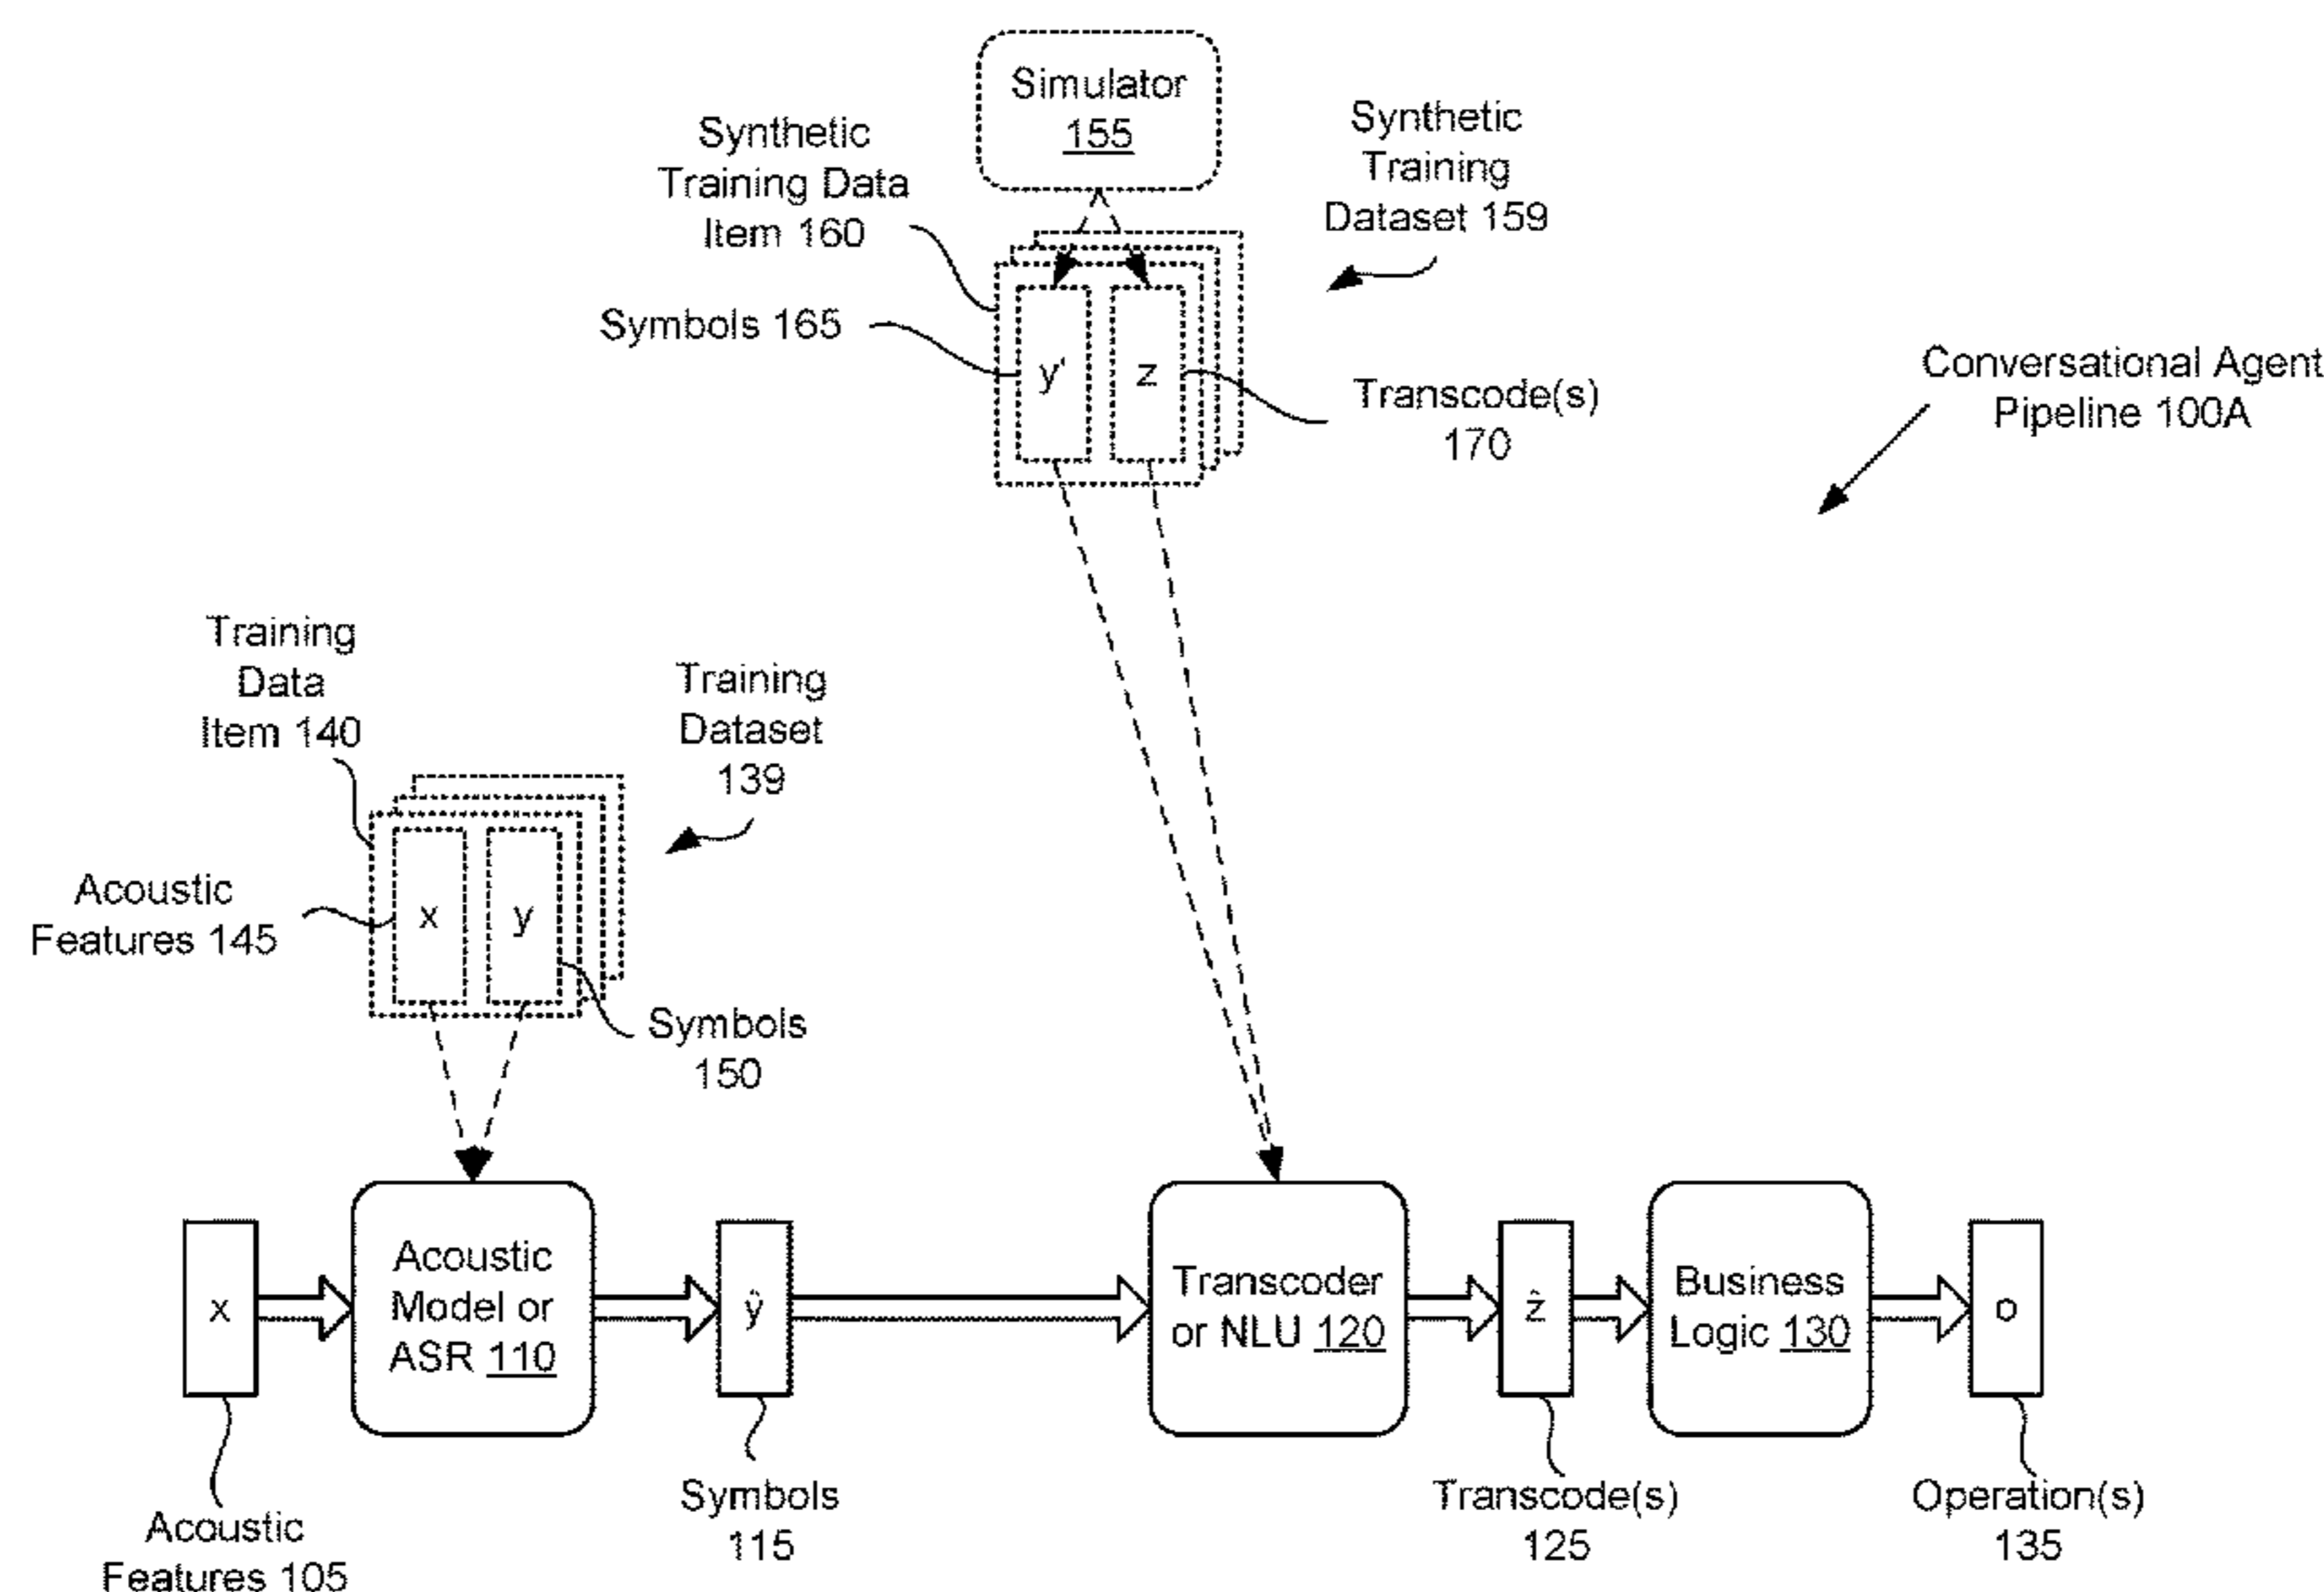 Simulator
155
Synthetic
Training Data
Item 160
Synthetic
Training
Dataset 159
Symbols 165
y'
z
Transcode(s)
170
Conversational Agent
Pipeline 100A
Training
Data
Item 140
Training
Dataset
139
Acoustic
Features 145
x
y
Symbols
150
x
Acoustic
Model or
ASR 110
ŷ
Transcoder
or NLU 120
ẑ
Business
Logic 130
o
Acoustic
Features 105
Symbols
115
Transcode(s)
125
Operation(s)
135